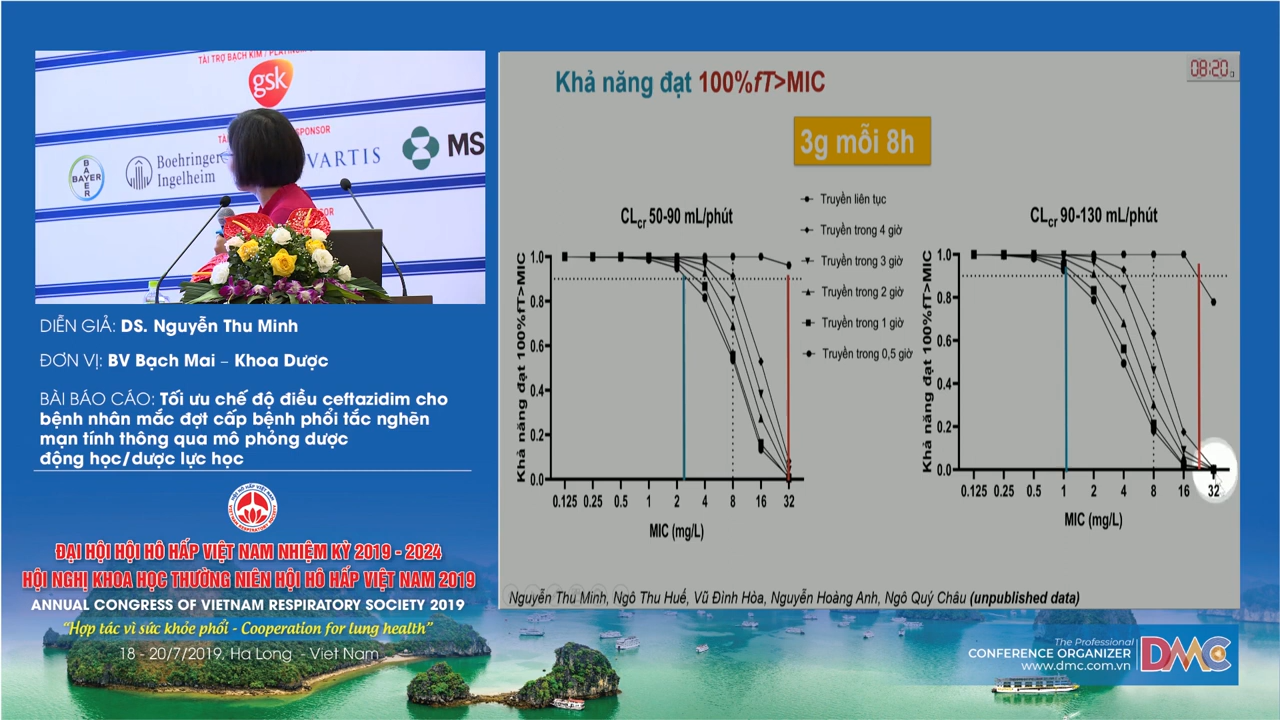 TÀI TRỢ BẠCH KIM / PLATINUM
gsk
SPONSOR
BAYER
BAYER
Boehringer
Ingelheim
VARTIS
MS
DIỄN GIẢ: DS. Nguyễn Thu Minh
ĐƠN VỊ: BV Bạch Mai – Khoa Dược
BÀI BÁO CÁO: Tối ưu chế độ điều ceftazidim cho
bệnh nhân mắc đợt cấp bệnh phổi tắc nghẽn
mạn tính thông qua mô phỏng dược
động học/dược lực học
HỘI HÔ HẤP VIỆT NAM
VIETNAM RESPIRATORY SOCIETY
ĐẠI HỘI HỘI HÔ HẤP VIỆT NAM NHIỆM KỲ 2019 - 2024
HỘI NGHỊ KHOA HỌC THƯỜNG NIÊN HỘI HÔ HẤP VIỆT NAM 2019
ANNUAL CONGRESS OF VIETNAM RESPIRATORY SOCIETY 2019
“Hợp tác vì sức khỏe phổi - Cooperation for lung health”
18 - 20/7/2019, Ha Long - Viet Nam
08:20
Khả năng đạt 100%fT>MIC
3g mỗi 8h
CLcr 50-90 mL/phút
Khả năng đạt 100%fT>MIC
1.0
0.8
0.6
0.4
0.2
0.0
0.125 0.25 0.5 1 2 4 8 16 32
MIC (mg/L)
Truyền liên tục
Truyền trong 4 giờ
Truyền trong 3 giờ
Truyền trong 2 giờ
Truyền trong 1 giờ
Truyền trong 0,5 giờ
CLcr 90-130 mL/phút
Khả năng đạt 100%fT>MIC
1.0
0.8
0.6
0.4
0.2
0.0
0.125 0.25 0.5 1 2 4 8 16 32
MIC (mg/L)
Nguyễn Thu Minh, Ngô Thu Huế, Vũ Đình Hòa, Nguyễn Hoàng Anh, Ngô Quý Châu (unpublished data)
The Professional
CONFERENCE ORGANIZER
www.dmc.com.vn
DMC